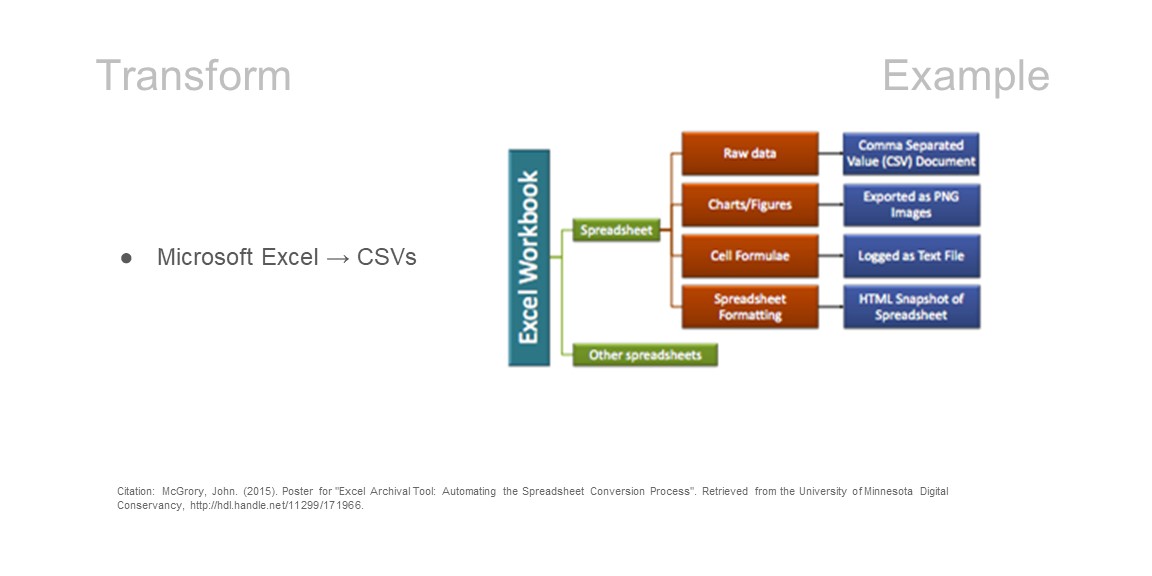 Transform
Example
● Microsoft Excel → CSVs
Excel Workbook
Spreadsheet
Other spreadsheets
Raw data
Comma Separated
Value (CSV) Document
Charts/Figures
Exported as PNG
Images
Cell Formulae
Logged as Text File
Spreadsheet
Formatting
HTML Snapshot of
Spreadsheet
Citation: McGrory, John. (2015). Poster for "Excel Archival Tool: Automating the Spreadsheet Conversion Process". Retrieved from the University of Minnesota Digital
Conservancy, http://hdl.handle.net/11299/171966.